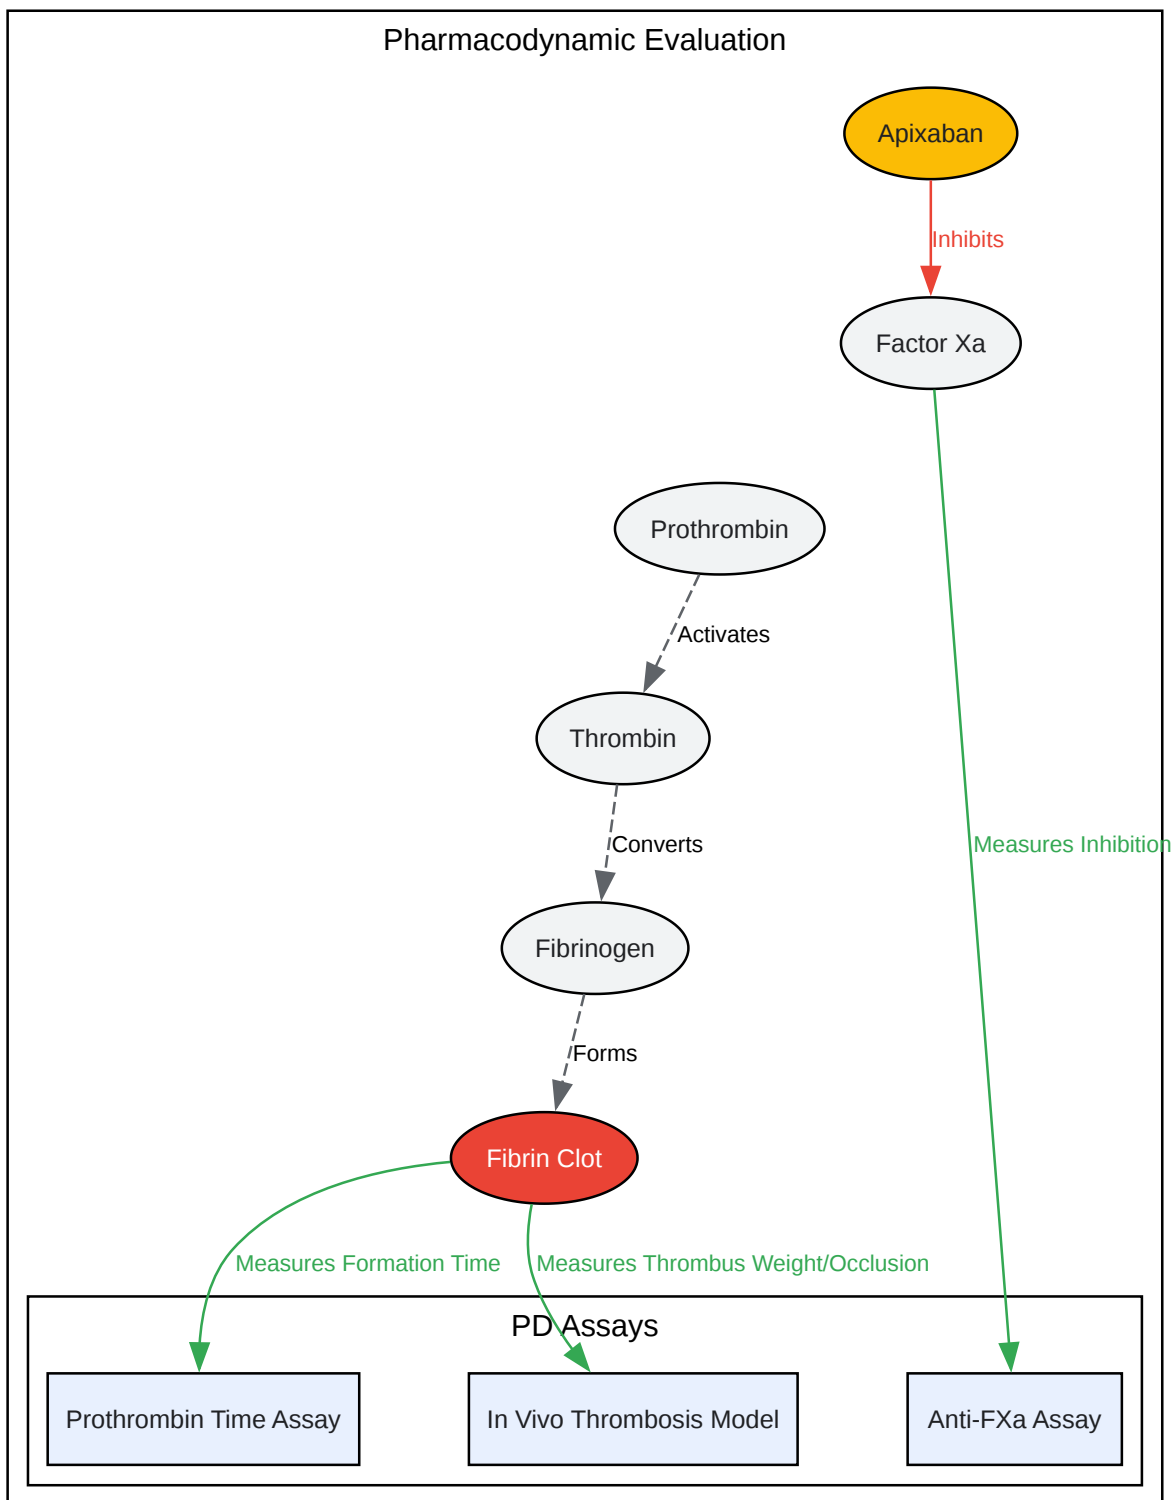 Pharmacodynamic Evaluation
Apixaban
Inhibits
Factor Xa
Prothrombin
Activates
Thrombin
Converts
Measures Inhibition
Fibrinogen
Forms
Fibrin Clot
Measures Formation Time
Measures Thrombus Weight/Occlusion
PD Assays
Prothrombin Time Assay
In Vivo Thrombosis Model
Anti-FXa Assay